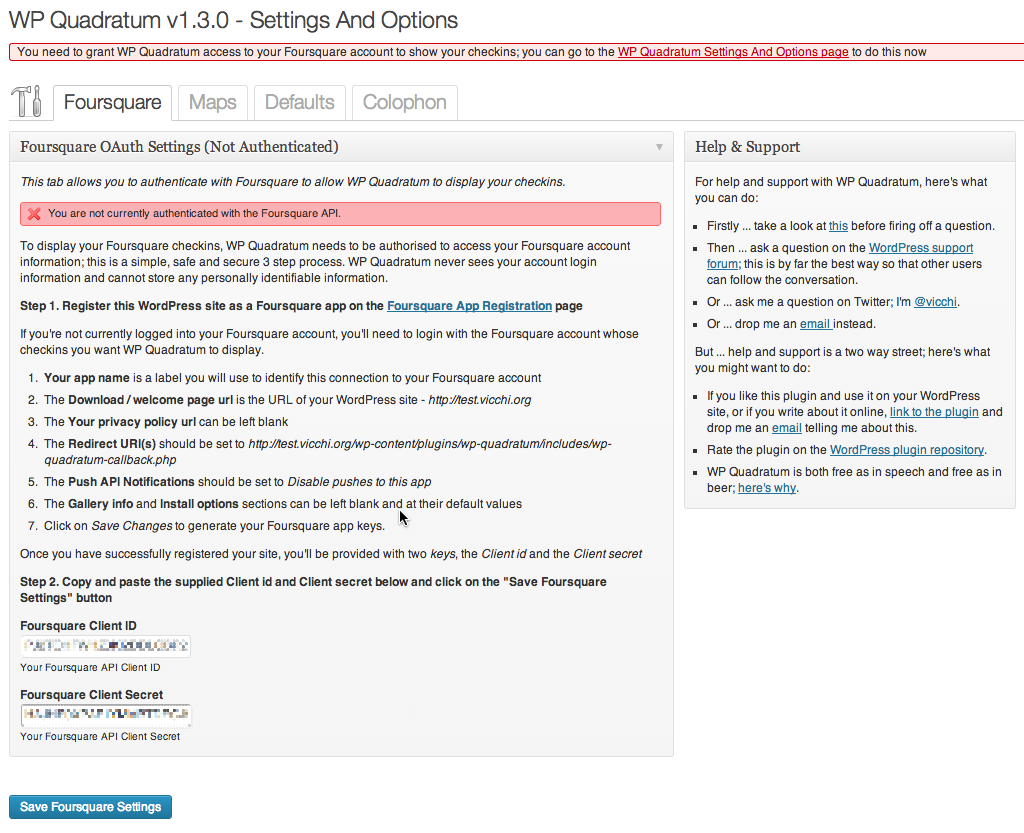 WP Quadratum v1.3.0 - Settings And Options
You need to grant WP Quadratum access to your Foursquare account to show your checkins; you can go to the WP Quadratum Settings And Options page to do this now
Foursquare
Maps
Defaults
Colophon
Foursquare OAuth Settings (Not Authenticated)
This tab allows you to authenticate with Foursquare to allow WP Quadratum to display your checkins.
You are not currently authenticated with the Foursquare API.
To display your Foursquare checkins, WP Quadratum needs to be authorised to access your Foursquare account
information; this is a simple, safe and secure 3 step process. WP Quadratum never sees your account login
information and cannot store any personally identifiable information.
Step 1. Register this WordPress site as a Foursquare app on the Foursquare App Registration page
If you're not currently logged into your Foursquare account, you'll need to login with the Foursquare account whose
checkins you want WP Quadratum to display.
1. Your app name is a label you will use to identify this connection to your Foursquare account
2. The Download / welcome page url is the URL of your WordPress site - http://test.vicchi.org
3. The Your privacy policy url can be left blank
4. The Redirect URI(s) should be set to http://test.vicchi.org/wp-content/plugins/wp-quadratum/includes/wp-
quadratum-callback.php
5. The Push API Notifications should be set to Disable pushes to this app
6. The Gallery info and Install options sections can be left blank and at their default values
7. Click on Save Changes to generate your Foursquare app keys.
Once you have successfully registered your site, you'll be provided with two keys, the Client id and the Client secret
Step 2. Copy and paste the supplied Client id and Client secret below and click on the "Save Foursquare
Settings" button
Foursquare Client ID
Your Foursquare API Client ID
Foursquare Client Secret
Your Foursquare API Client Secret
Save Foursquare Settings
Help & Support
For help and support with WP Quadratum, here's what
you can do:
Firstly ... take a look at this before firing off a question.
Then ... ask a question on the WordPress support
forum; this is by far the best way so that other users
can follow the conversation.
Or ... ask me a question on Twitter; I'm @vicchi.
Or ... drop me an email instead.
But ... help and support is a two way street; here's what
you might want to do:
If you like this plugin and use it on your WordPress
site, or if you write about it online, link to the plugin and
drop me an email telling me about this.
Rate the plugin on the WordPress plugin repository.
WP Quadratum is both free as in speech and free as in
beer; here's why.